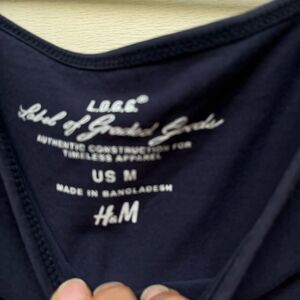 L.O.G.G.®
Label of Graded Goods
AUTHENTIC CONSTRUCTION FOR
TIMELESS APPAREL
US M
MADE IN BANGLADESH
H&M